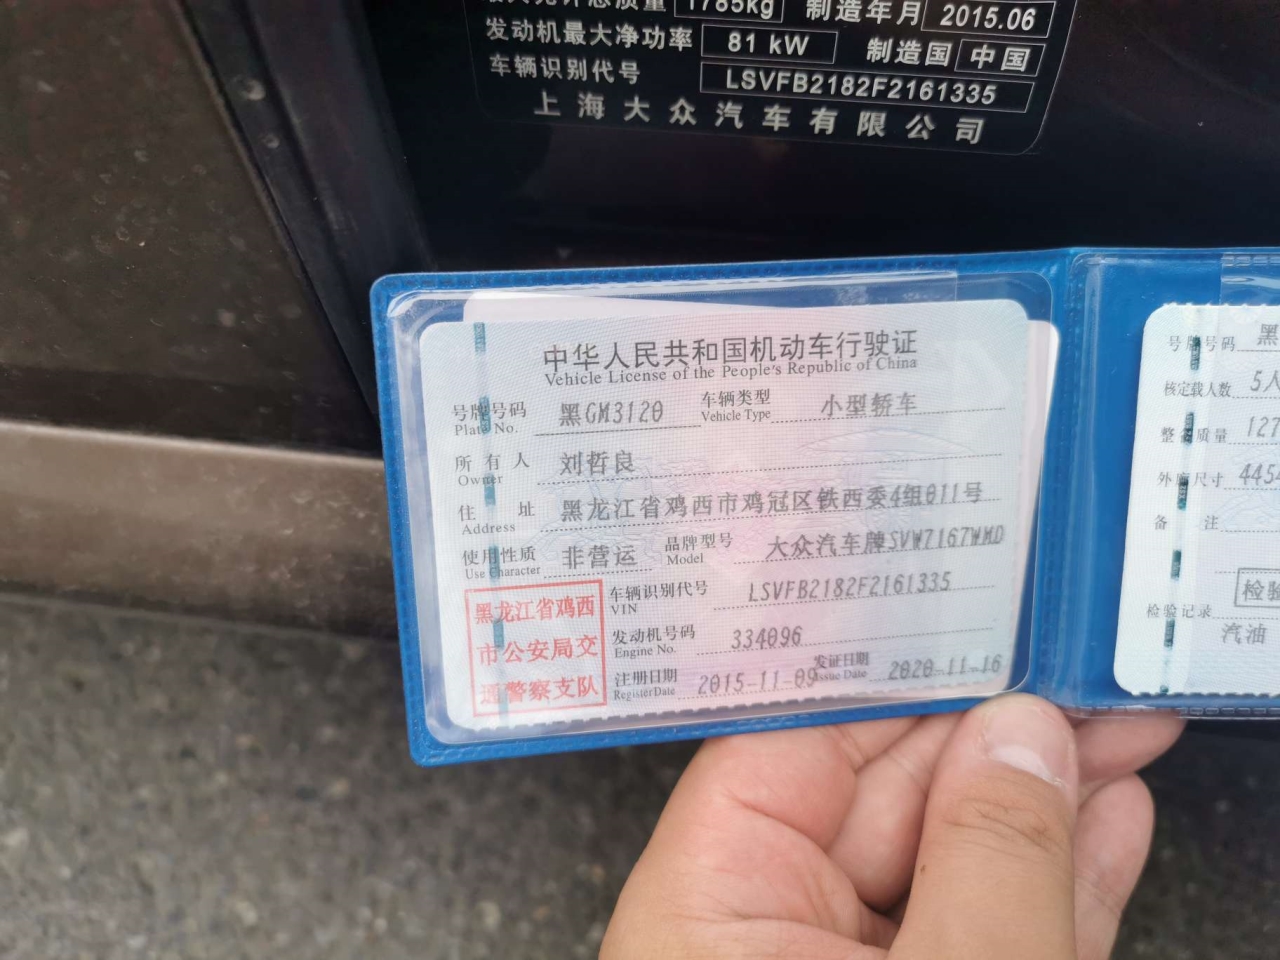 最大允许总质量 1785kg 制造年月 2015.06
发动机最大净功率 81 kW 制造国 中国
车辆识别代号 LSVFB2182F2161335
上海大众汽车有限公司
中华人民共和国机动车行驶证
Vehicle License of the People's Republic of China
号牌号码 黑GM3120 车辆类型 小型轿车
Plate No. Vehicle Type
所有人 刘哲良
Owner
住址 黑龙江省鸡西市鸡冠区铁西委4组011号
Address
使用性质 非营运 品牌型号 大众汽车牌SVW7167WMD
Use Character Model
黑龙江省鸡西
市公安局交
通警察支队
车辆识别代号 LSVFB2182F2161335
VIN
发动机号码 334096
Engine No.
注册日期 2015-11-09 发证日期 2020-11-16
Register Date Issue Date
号牌号码 黑
核定载人数 5人
整备质量 127
外廓尺寸 4454
备注
检验
检验记录
汽油